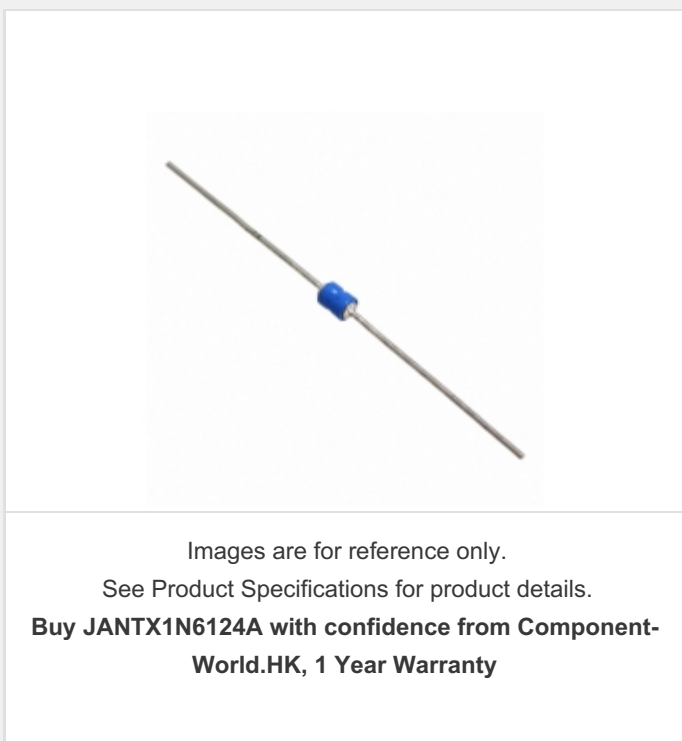 Images are for reference only.
See Product Specifications for product details.
Buy JANTX1N6124A with confidence from Component-
World.HK, 1 Year Warranty